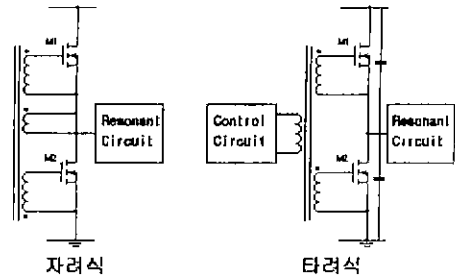 M1
Resonant
Circuit
M2
자려식
M1
Control
Circuit
Resonant
Circuit
M2
타려식